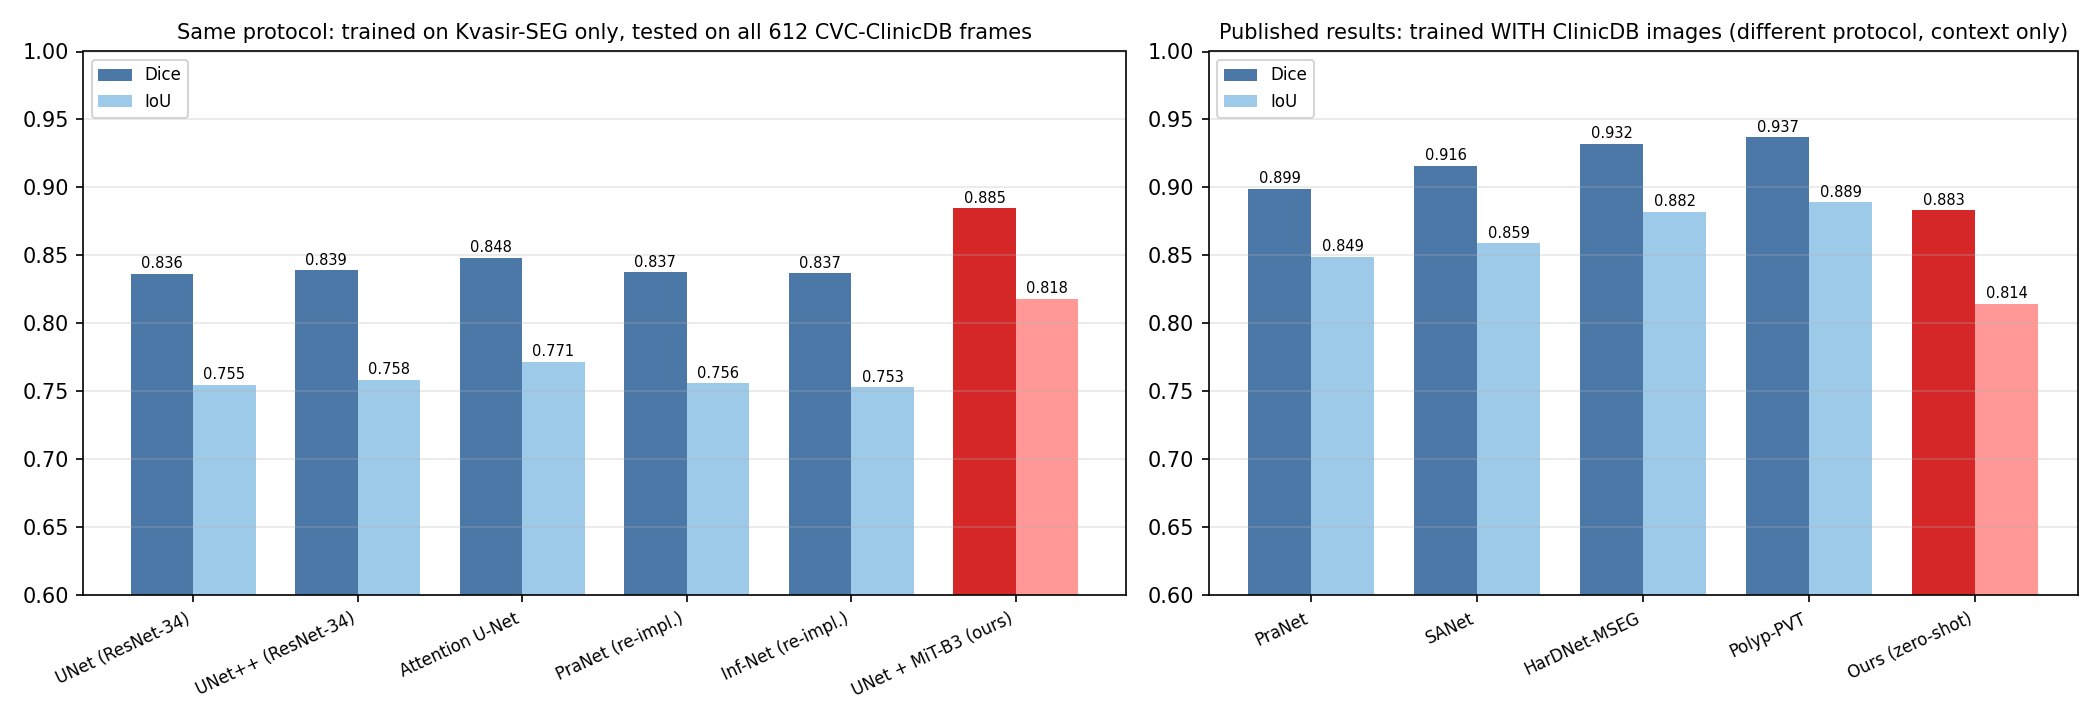 Same protocol: trained on Kvasir-SEG only, tested on all 612 CVC-ClinicDB frames
1.00
0.95
0.90
0.85
0.80
0.75
0.70
0.65
0.60
Dice
IoU
0.836
0.755
0.839
0.758
0.848
0.771
0.837
0.756
0.837
0.753
0.885
0.818
UNet (ResNet-34)
UNet++ (ResNet-34)
Attention U-Net
PraNet (re-impl.)
Inf-Net (re-impl.)
UNet + MiT-B3 (ours)
Published results: trained WITH ClinicDB images (different protocol, context only)
1.00
0.95
0.90
0.85
0.80
0.75
0.70
0.65
0.60
Dice
IoU
0.899
0.849
0.916
0.859
0.932
0.882
0.937
0.889
0.883
0.814
PraNet
SANet
HarDNet-MSEG
Polyp-PVT
Ours (zero-shot)